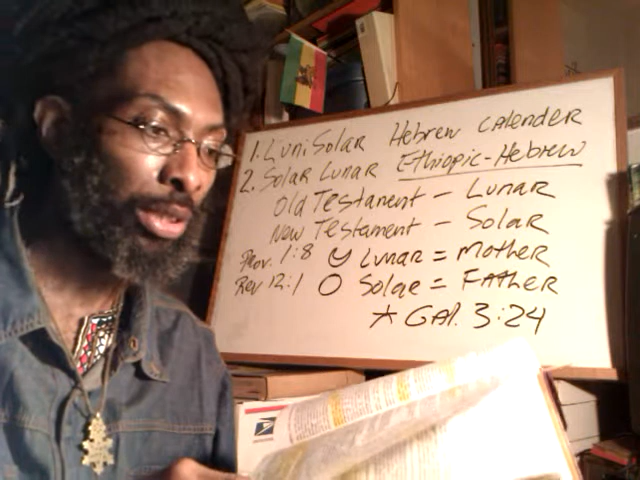 1. LuniSolar Hebrew calender
2. Solar Lunar Ethiopic-Hebrew
Old Testament - Lunar
New Testament - Solar
Prov. 1:8 Lunar = Mother
Rev 12:1 Solar = Father
* GAl. 3:24